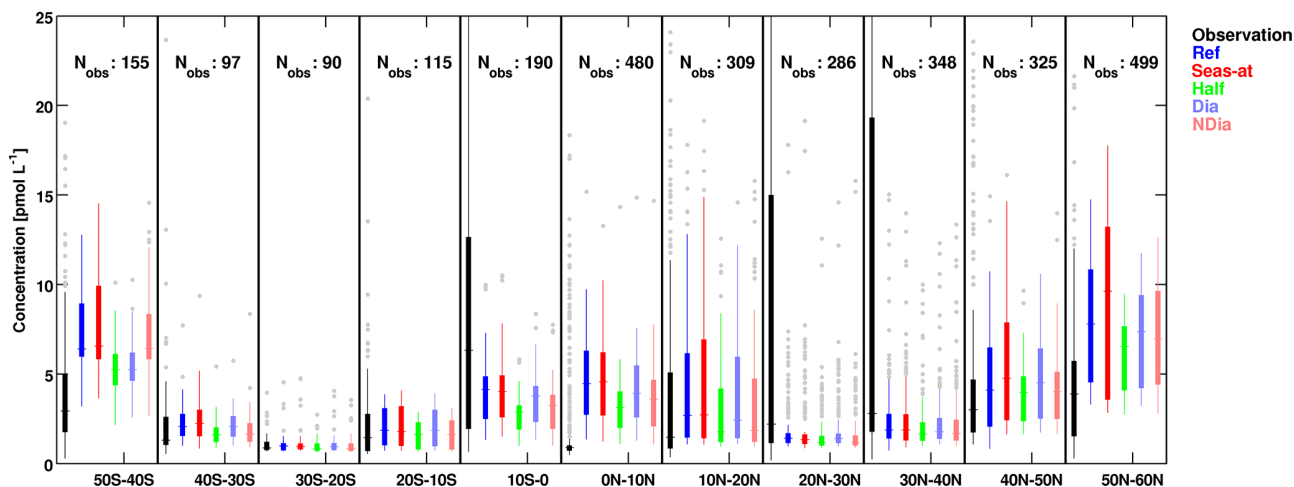 25
20
15
10
5
0
Concentration [pmol L⁻¹]
N_obs: 155
N_obs: 97
N_obs: 90
N_obs: 115
N_obs: 190
N_obs: 480
N_obs: 309
N_obs: 286
N_obs: 348
N_obs: 325
N_obs: 499
50S-40S
40S-30S
30S-20S
20S-10S
10S-0
0N-10N
10N-20N
20N-30N
30N-40N
40N-50N
50N-60N
Observation
Ref
Seas-at
Half
Dia
NDia